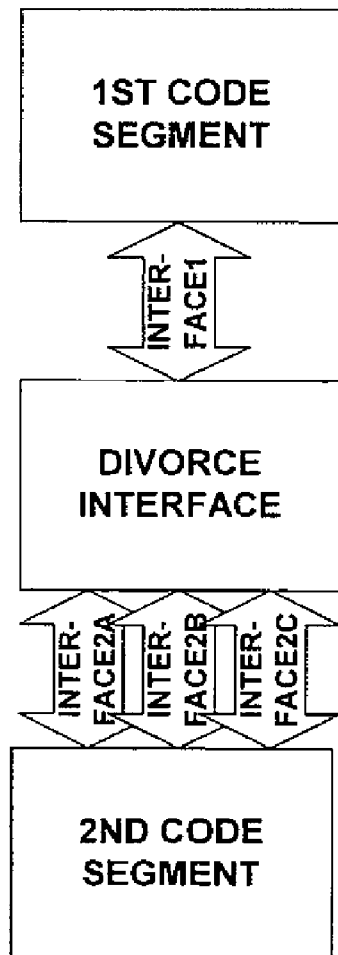 1ST CODE
SEGMENT
INTER-
FACE1
DIVORCE
INTERFACE
INTER-
FACE2A
INTER-
FACE2B
INTER-
FACE2C
2ND CODE
SEGMENT